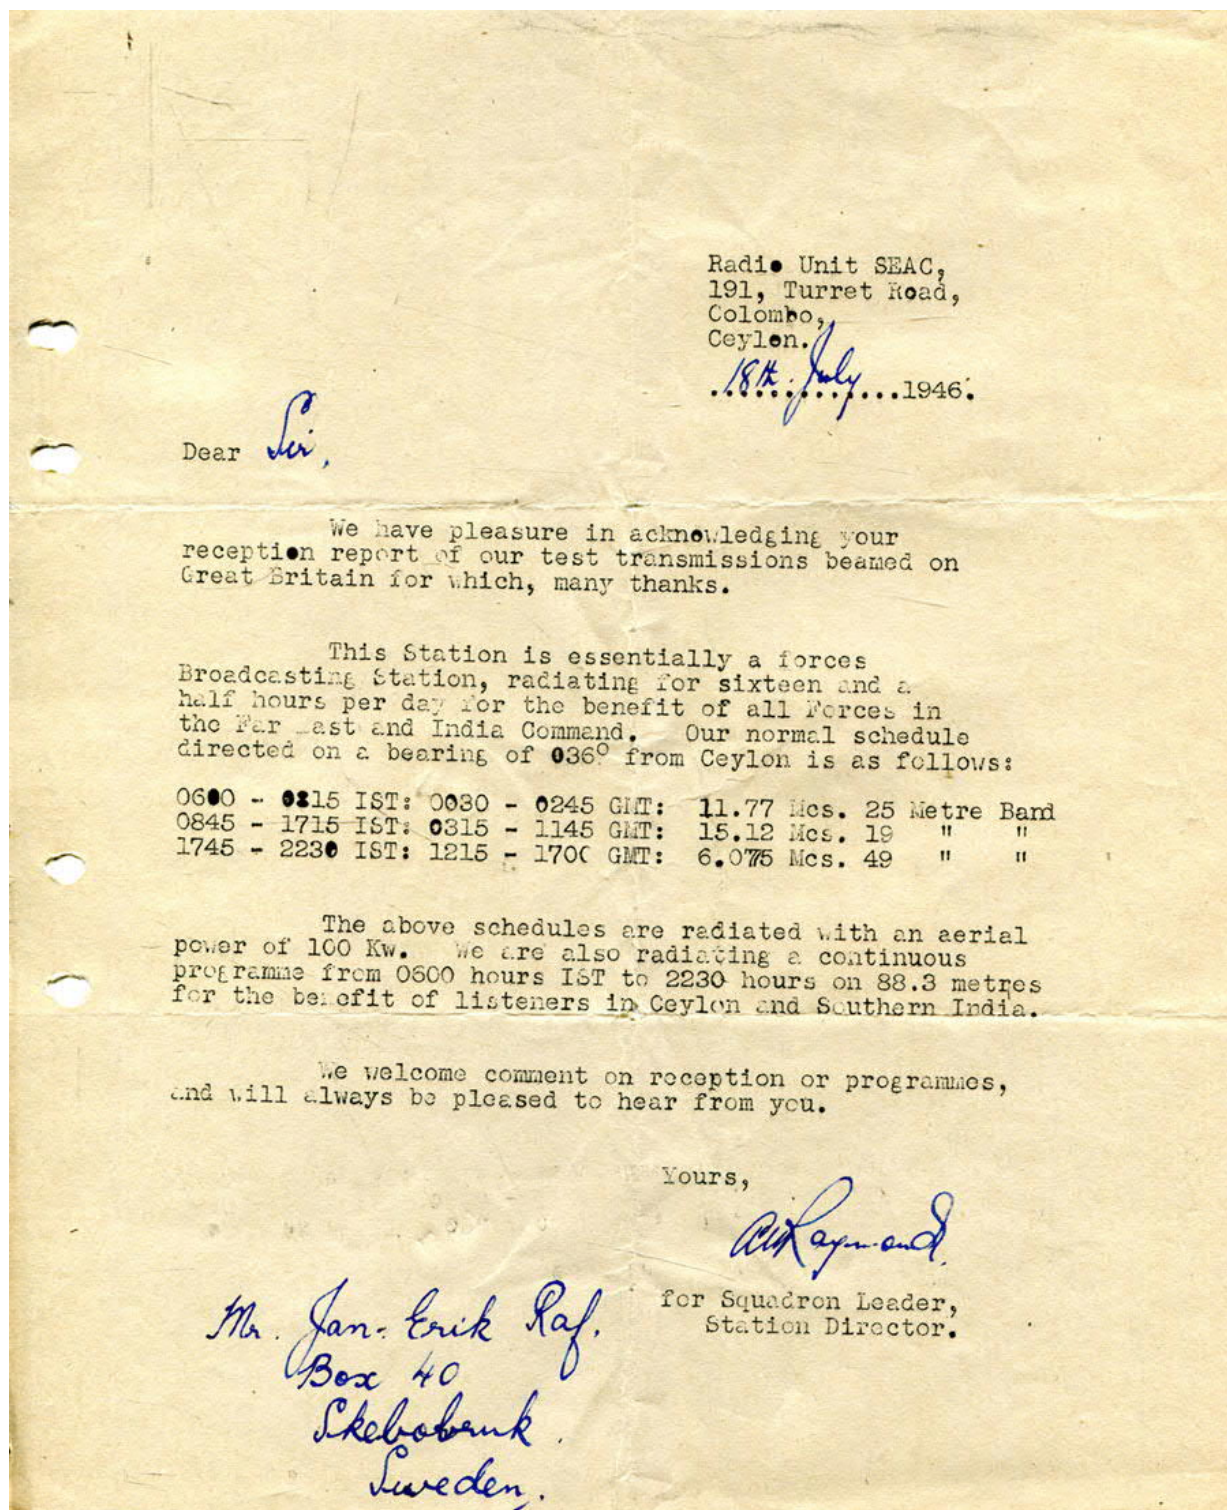 Radio Unit SEAC,
191, Turret Road,
Colombo,
Ceylon.
18th. July 1946.
Dear Sir,
We have pleasure in acknowledging your
reception report of our test transmissions beamed on
Great Britain for which, many thanks.
This Station is essentially a forces
Broadcasting Station, radiating for sixteen and a
half hours per day for the benefit of all Forces in
the Far East and India Command. Our normal schedule
directed on a bearing of 036° from Ceylon is as follows:
0600 - 0815 IST: 0030 - 0245 GMT: 11.77 Mcs. 25 Metre Band
0845 - 1715 IST: 0315 - 1145 GMT: 15.12 Mcs. 19 " "
1745 - 2230 IST: 1215 - 1700 GMT: 6.075 Mcs. 49 " "
The above schedules are radiated with an aerial
power of 100 Kw. We are also radiating a continuous
programme from 0600 hours IST to 2230 hours on 88.3 metres
for the benefit of listeners in Ceylon and Southern India.
We welcome comment on reception or programmes,
and will always be pleased to hear from you.
Yours,
Raymond.
for Squadron Leader,
Station Director.
Mr. Jan-Erik Raf.
Box 40
Skebobruk.
Sweden.